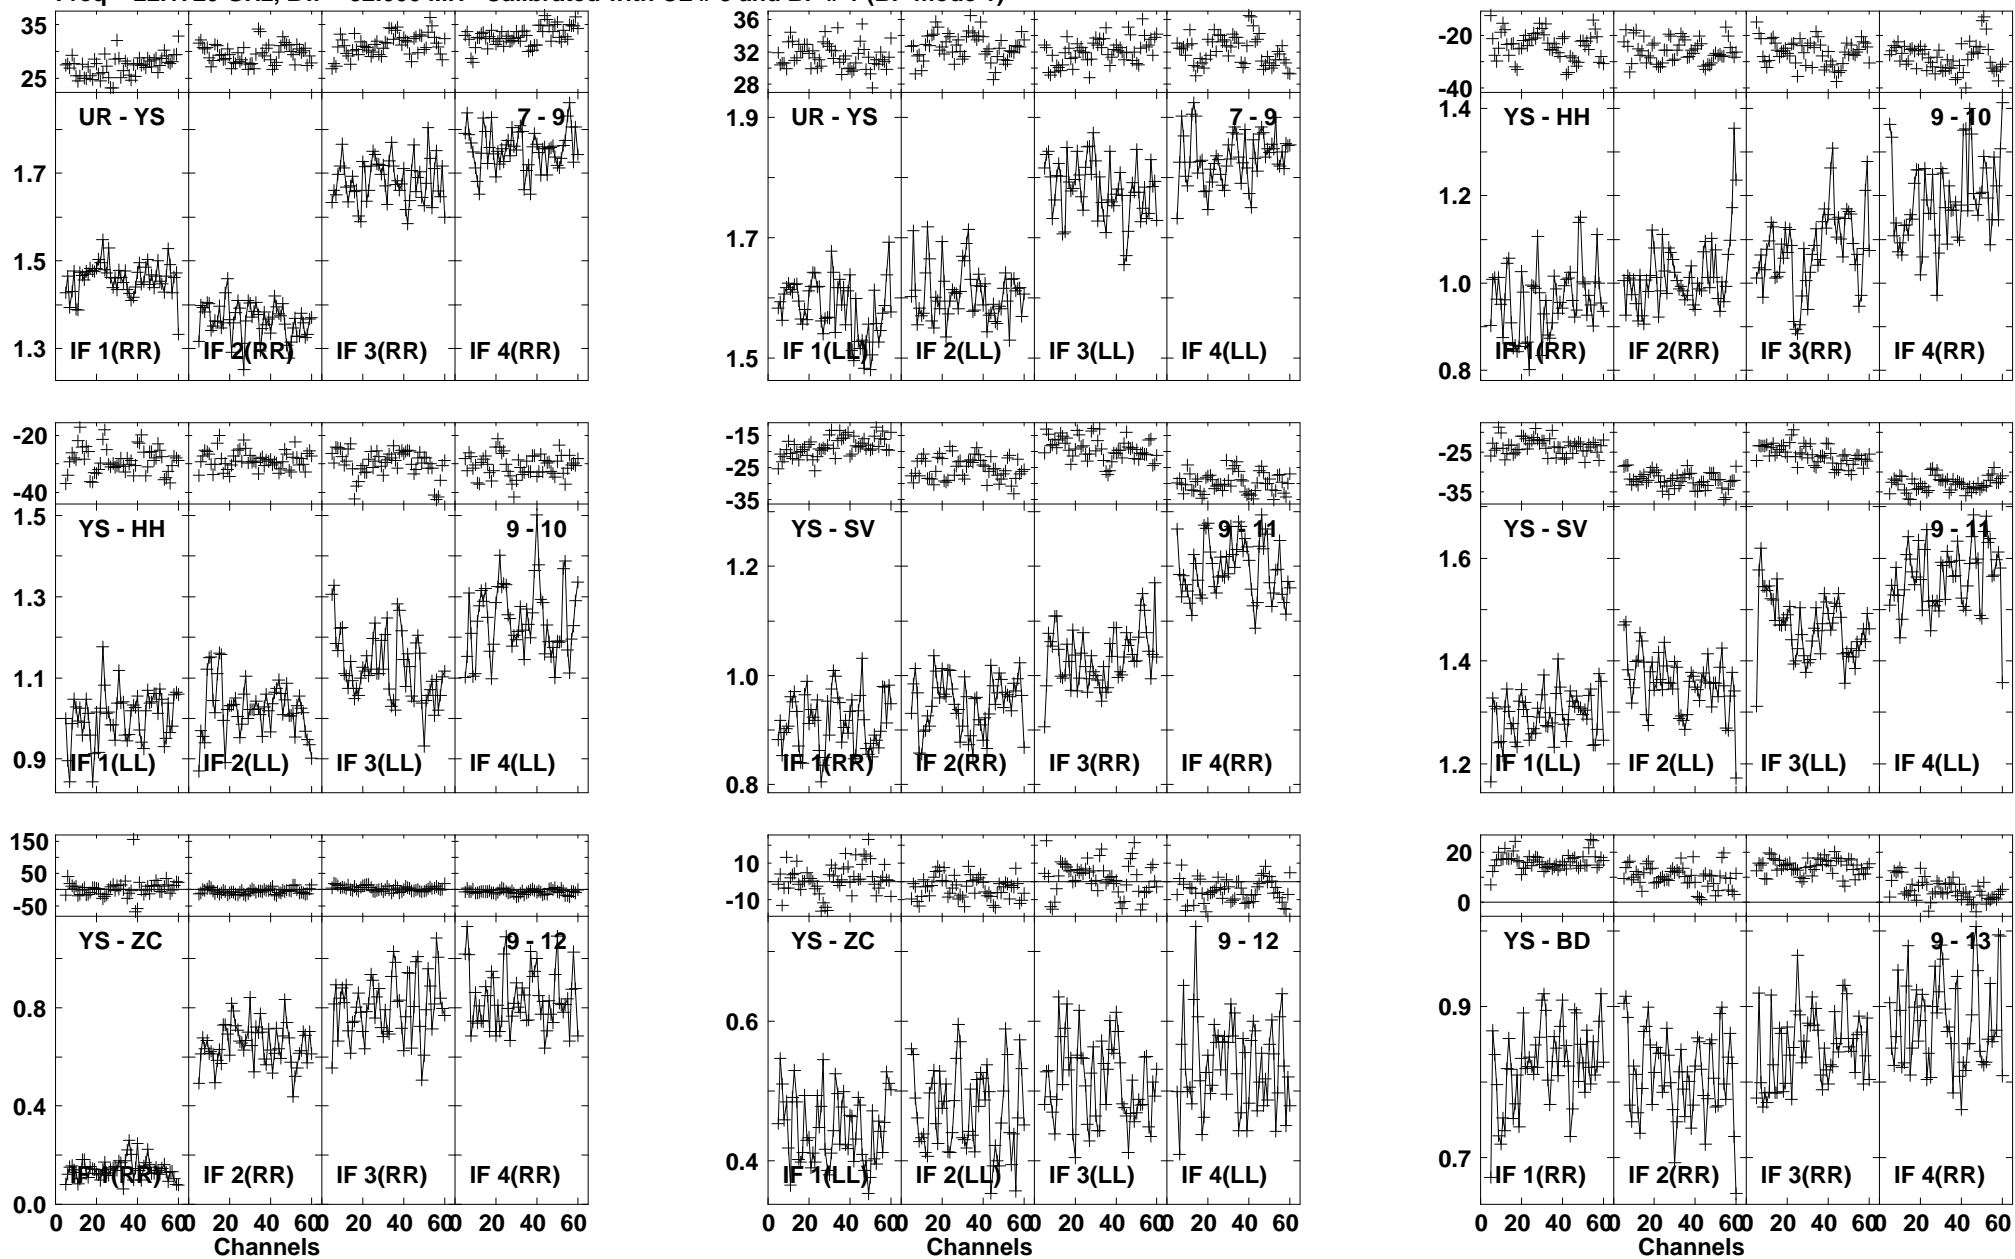 35
25
UR - YS
7 - 9
1.7
1.5
1.3
IF 1(RR)
IF 2(RR)
IF 3(RR)
IF 4(RR)
36
32
28
UR - YS
7 - 9
1.9
1.7
1.5
IF 1(LL)
IF 2(LL)
IF 3(LL)
IF 4(LL)
-20
-40
YS - HH
9 - 10
1.4
1.2
1.0
0.8
IF 1(RR)
IF 2(RR)
IF 3(RR)
IF 4(RR)
-20
-40
YS - HH
9 - 10
1.5
1.3
1.1
0.9
IF 1(LL)
IF 2(LL)
IF 3(LL)
IF 4(LL)
-15
-25
-35
YS - SV
9 - 11
1.2
1.0
0.8
IF 1(RR)
IF 2(RR)
IF 3(RR)
IF 4(RR)
-25
-35
YS - SV
9 - 11
1.6
1.4
1.2
IF 1(LL)
IF 2(LL)
IF 3(LL)
IF 4(LL)
150
50
-50
YS - ZC
9 - 12
0.8
0.4
0.0
IF 1(RR)
IF 2(RR)
IF 3(RR)
IF 4(RR)
0 20 40 60 0 20 40 60 0 20 40 60 0 20 40 60
Channels
10
-10
YS - ZC
9 - 12
0.6
0.4
IF 1(LL)
IF 2(LL)
IF 3(LL)
IF 4(LL)
0 20 40 60 0 20 40 60 0 20 40 60 0 20 40 60
Channels
20
0
YS - BD
9 - 13
0.9
0.7
IF 1(RR)
IF 2(RR)
IF 3(RR)
IF 4(RR)
0 20 40 60 0 20 40 60 0 20 40 60 0 20 40 60
Channels